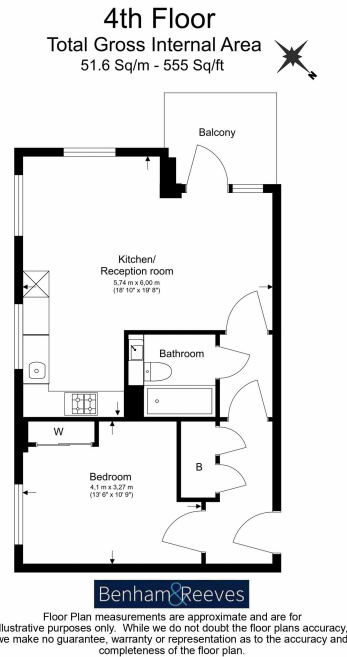 4th Floor
Total Gross Internal Area
51.6 Sq/m - 555 Sq/ft
N
Balcony
Kitchen/
Reception room
5,74 m x 6,00 m
(18' 10" x 19' 8")
Bathroom
W
B
Bedroom
4,1 m x 3,27 m
(13' 6" x 10' 9")
Benham&Reeves
Floor Plan measurements are approximate and are for
llustrative purposes only. While we do not doubt the floor plans accuracy,
we make no guarantee, warranty or representation as to the accuracy and
completeness of the floor plan.